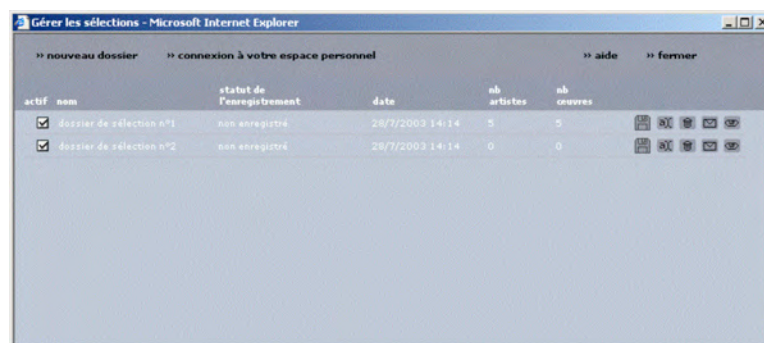 Gérer les sélections - Microsoft Internet Explorer
» nouveau dossier » connexion à votre espace personnel » aide » fermer
actif nom statut de l'enregistrement date nb artistes nb œuvres
dossier de sélection n°1 non enregistré 28/7/2003 14:14 5 5
dossier de sélection n°2 non enregistré 28/7/2003 14:14 0 0